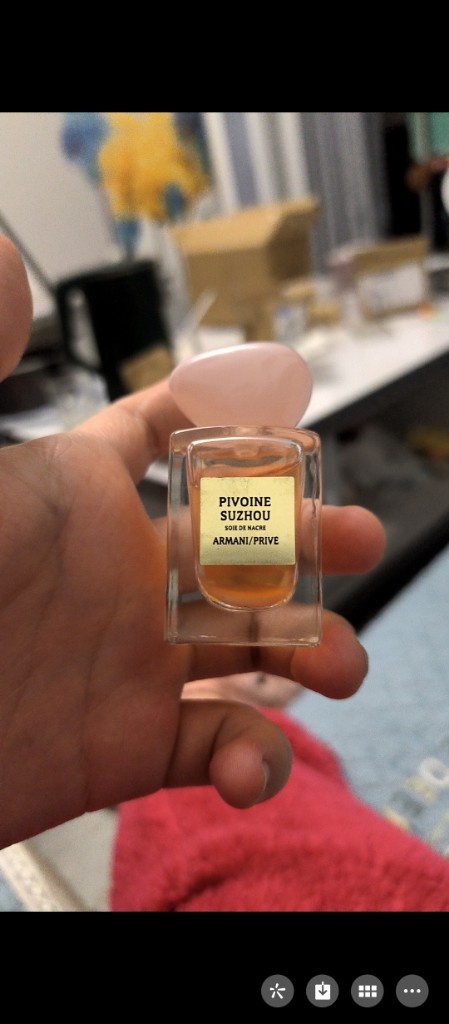 PIVOINE
SUZHOU
SOIE DE NACRE
ARMANI/PRIVE